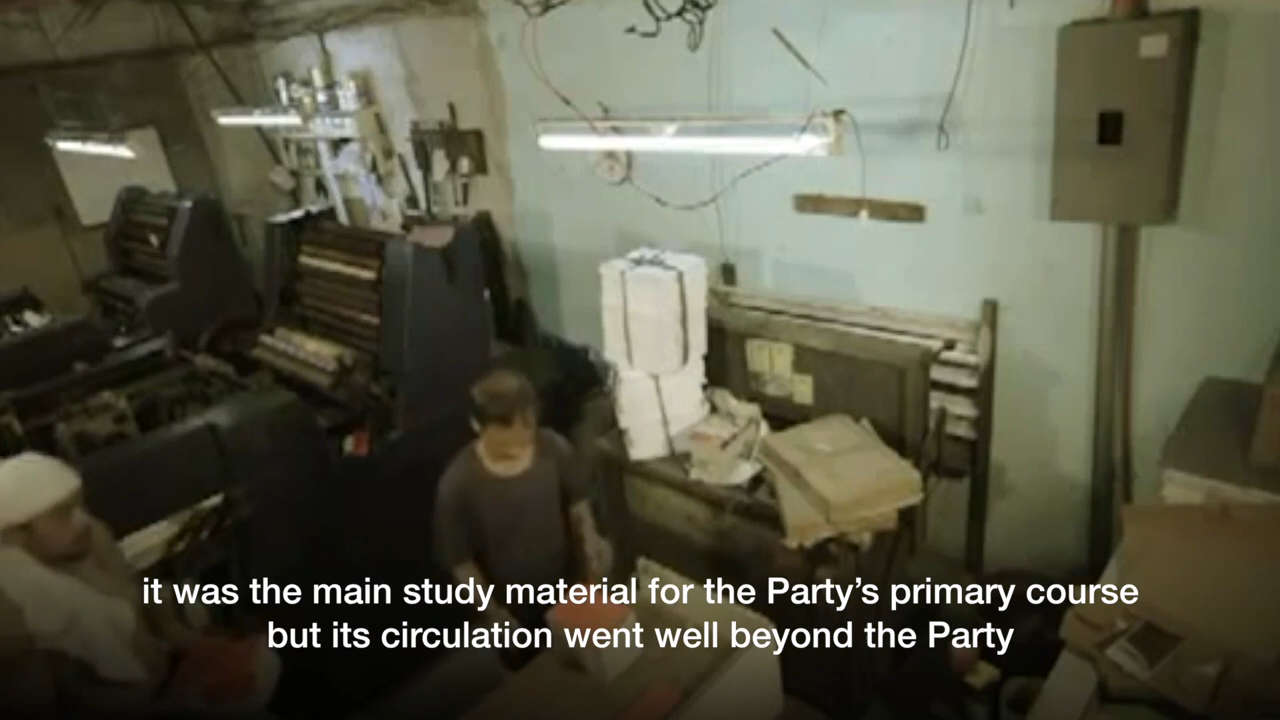 it was the main study material for the Party’s primary course
but its circulation went well beyond the Party